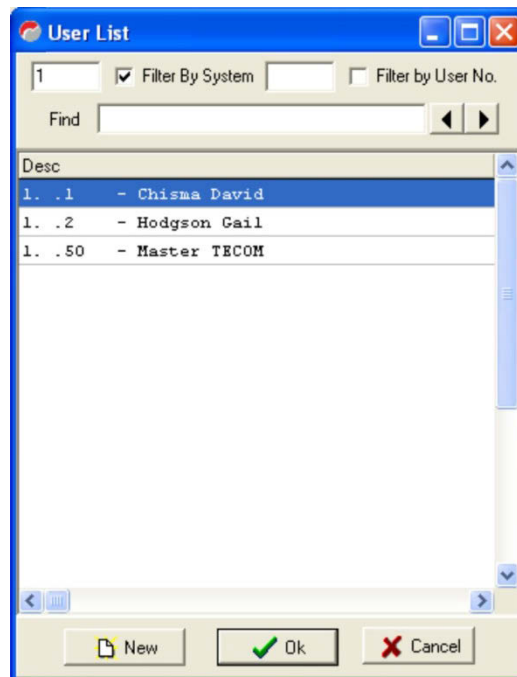 User List
1 Filter By System Filter by User No.
Find
Desc
1. .1 - Chisma David
1. .2 - Hodgson Gail
1. .50 - Master TECOM
New Ok Cancel